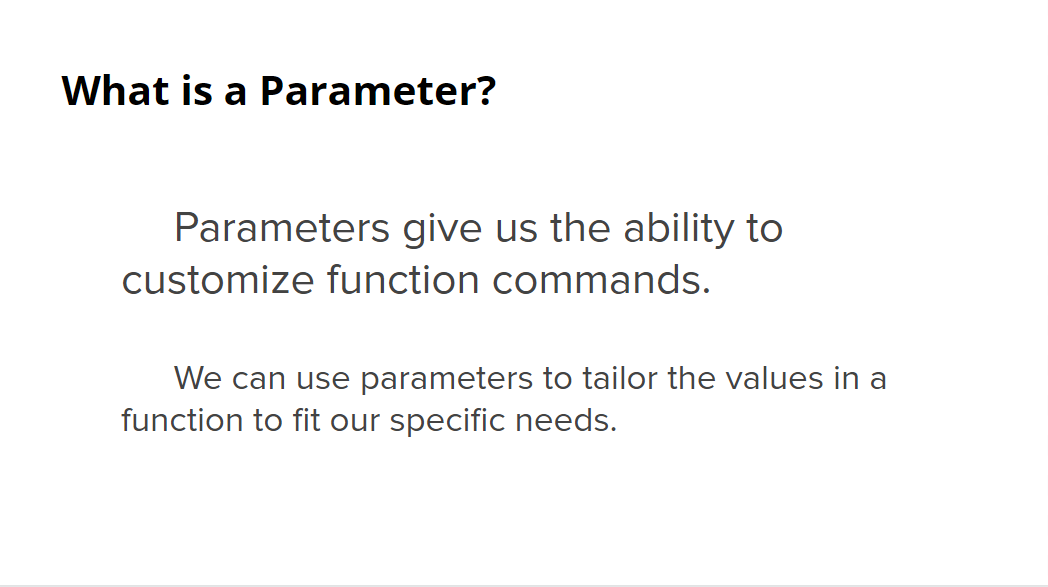 What is a Parameter?
Parameters give us the ability to
customize function commands.
We can use parameters to tailor the values in a
function to fit our specific needs.